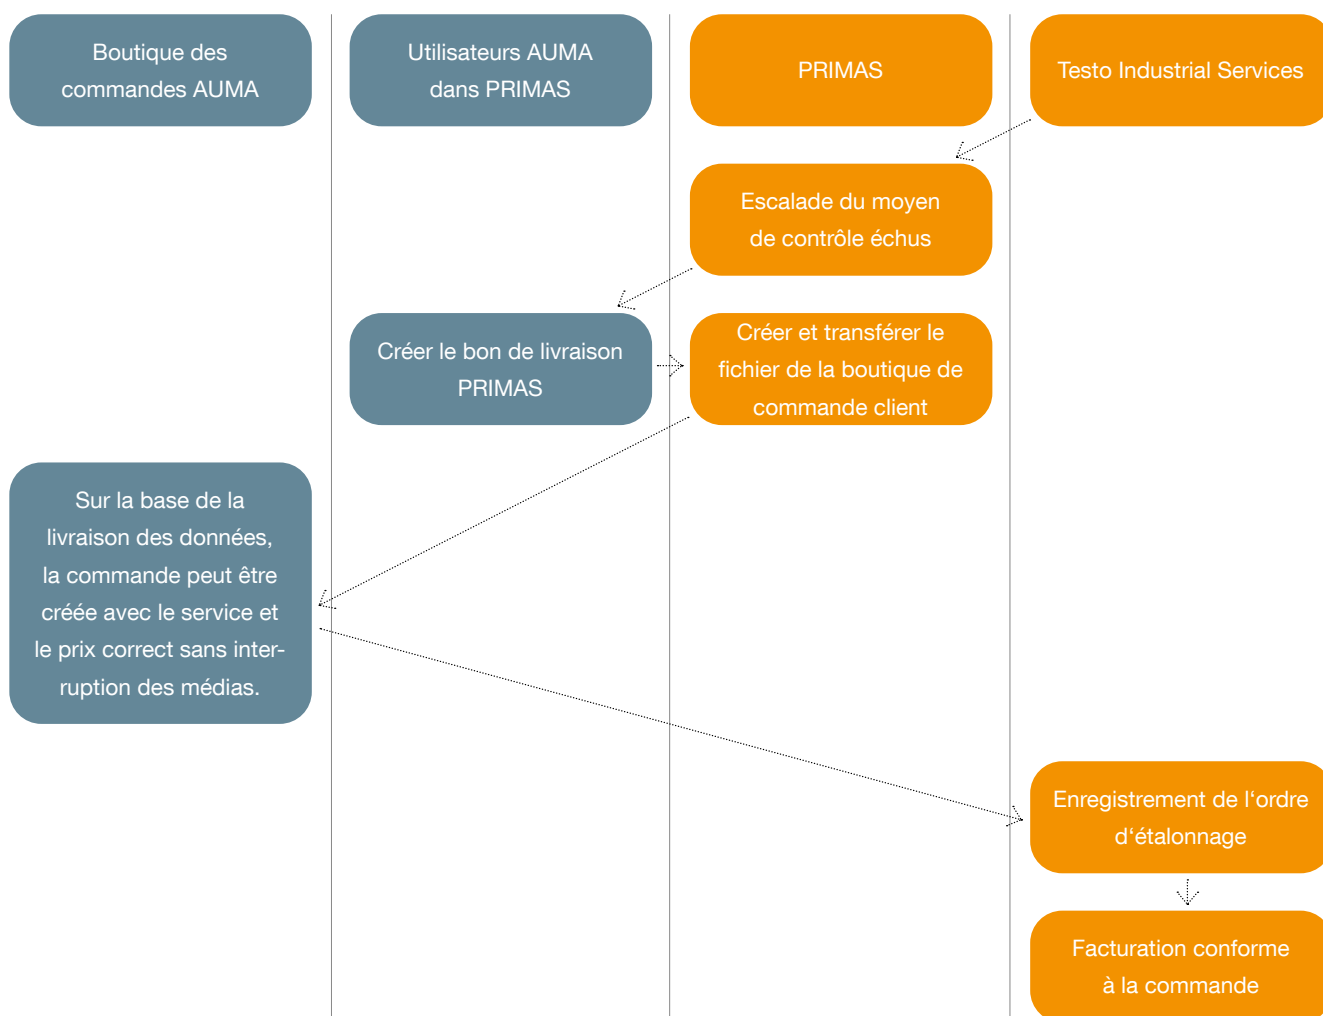 Boutique des
commandes AUMA
Utilisateurs AUMA
dans PRIMAS
PRIMAS
Testo Industrial Services
Escalade du moyen
de contrôle échus
Créer le bon de livraison
PRIMAS
Créer et transférer le
fichier de la boutique de
commande client
Sur la base de la
livraison des données,
la commande peut être
créée avec le service et
le prix correct sans inter-
ruption des médias.
Enregistrement de l‘ordre
d‘étalonnage
Facturation conforme
à la commande